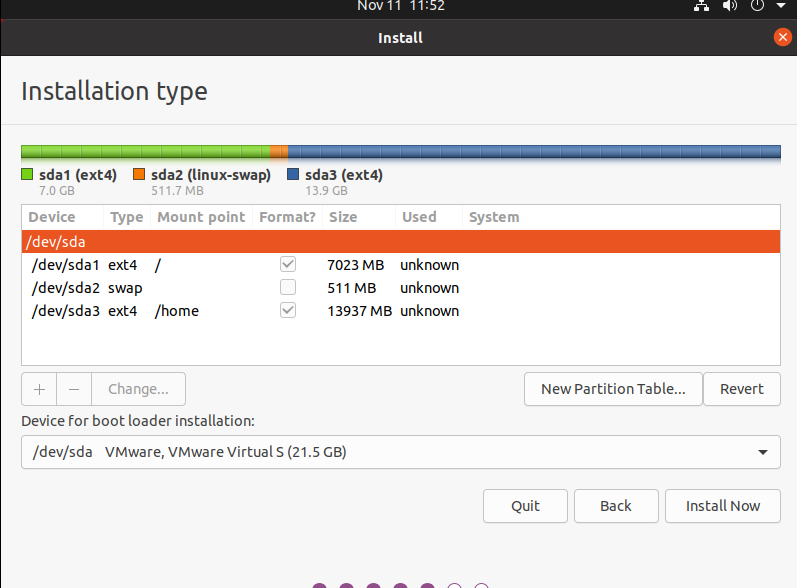 Nov 11 11:52
Install
Installation type
sda1 (ext4) sda2 (linux-swap) sda3 (ext4)
7.0 GB 511.7 MB 13.9 GB
Device Type Mount point Format? Size Used System
/dev/sda
/dev/sda1 ext4 / 7023 MB unknown
/dev/sda2 swap 511 MB unknown
/dev/sda3 ext4 /home 13937 MB unknown
+ − Change... New Partition Table... Revert
Device for boot loader installation:
/dev/sda VMware, VMware Virtual S (21.5 GB)
Quit Back Install Now